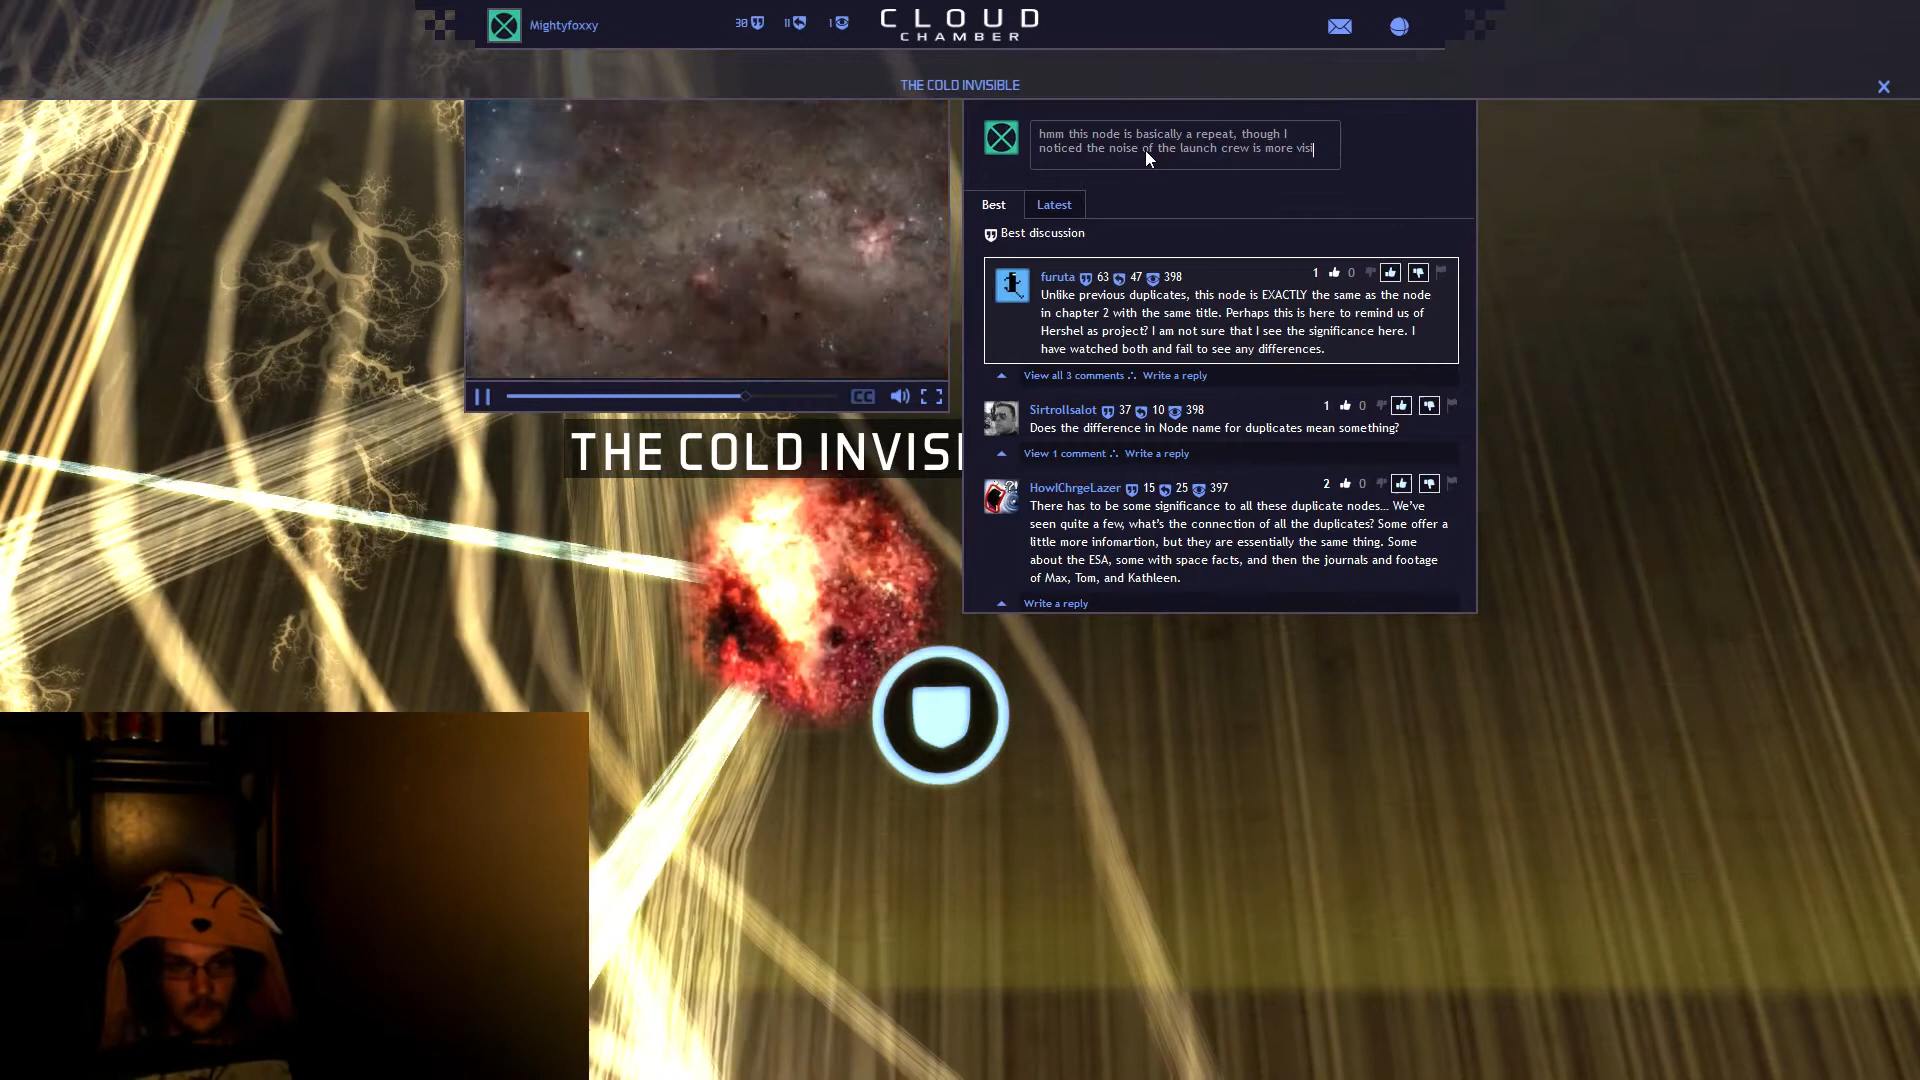 Mightyfoxxy
30 11 1
CLOUD
CHAMBER
THE COLD INVISIBLE
hmm this node is basically a repeat, though I
noticed the noise of the launch crew is more visi
Best Latest
Best discussion
furuta 63 47 398 1 0
Unlike previous duplicates, this node is EXACTLY the same as the node
in chapter 2 with the same title. Perhaps this is here to remind us of
Hershel as project? I am not sure that I see the significance here. I
have watched both and fail to see any differences.
View all 3 comments Write a reply
CC
Sirtrollsalot 37 10 398 1 0
Does the difference in Node name for duplicates mean something?
View 1 comment Write a reply
THE COLD INVISI
HowlChrgeLazer 15 25 397 2 0
There has to be some significance to all these duplicate nodes... We've
seen quite a few, what's the connection of all the duplicates? Some offer a
little more infomartion, but they are essentially the same thing. Some
about the ESA, some with space facts, and then the journals and footage
of Max, Tom, and Kathleen.
Write a reply